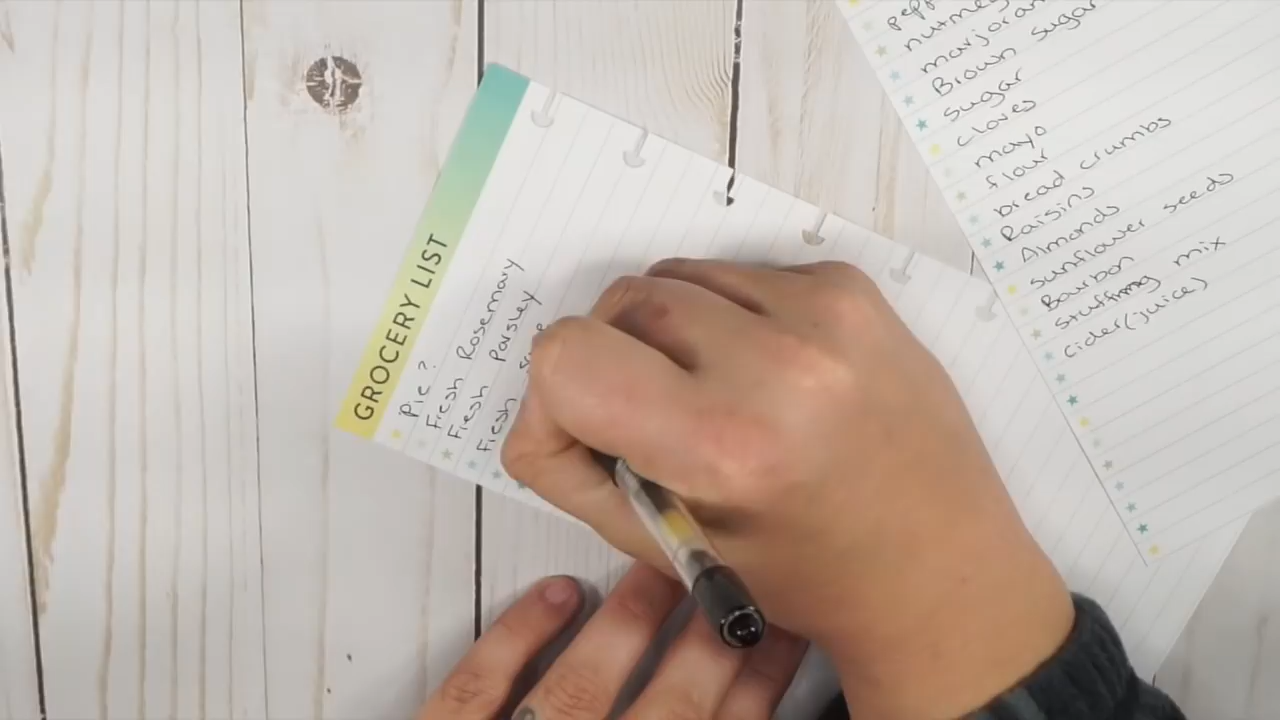 GROCERY LIST
Pie?
Fresh Rosemary
Fresh Parsley
Fresh
nutmeg
marjoram
Brown sugar
sugar
cloves
mayo
flour
bread crumbs
Raisins
Almonds
sunflower seeds
Bourbon
stuffing mix
cider(juice)